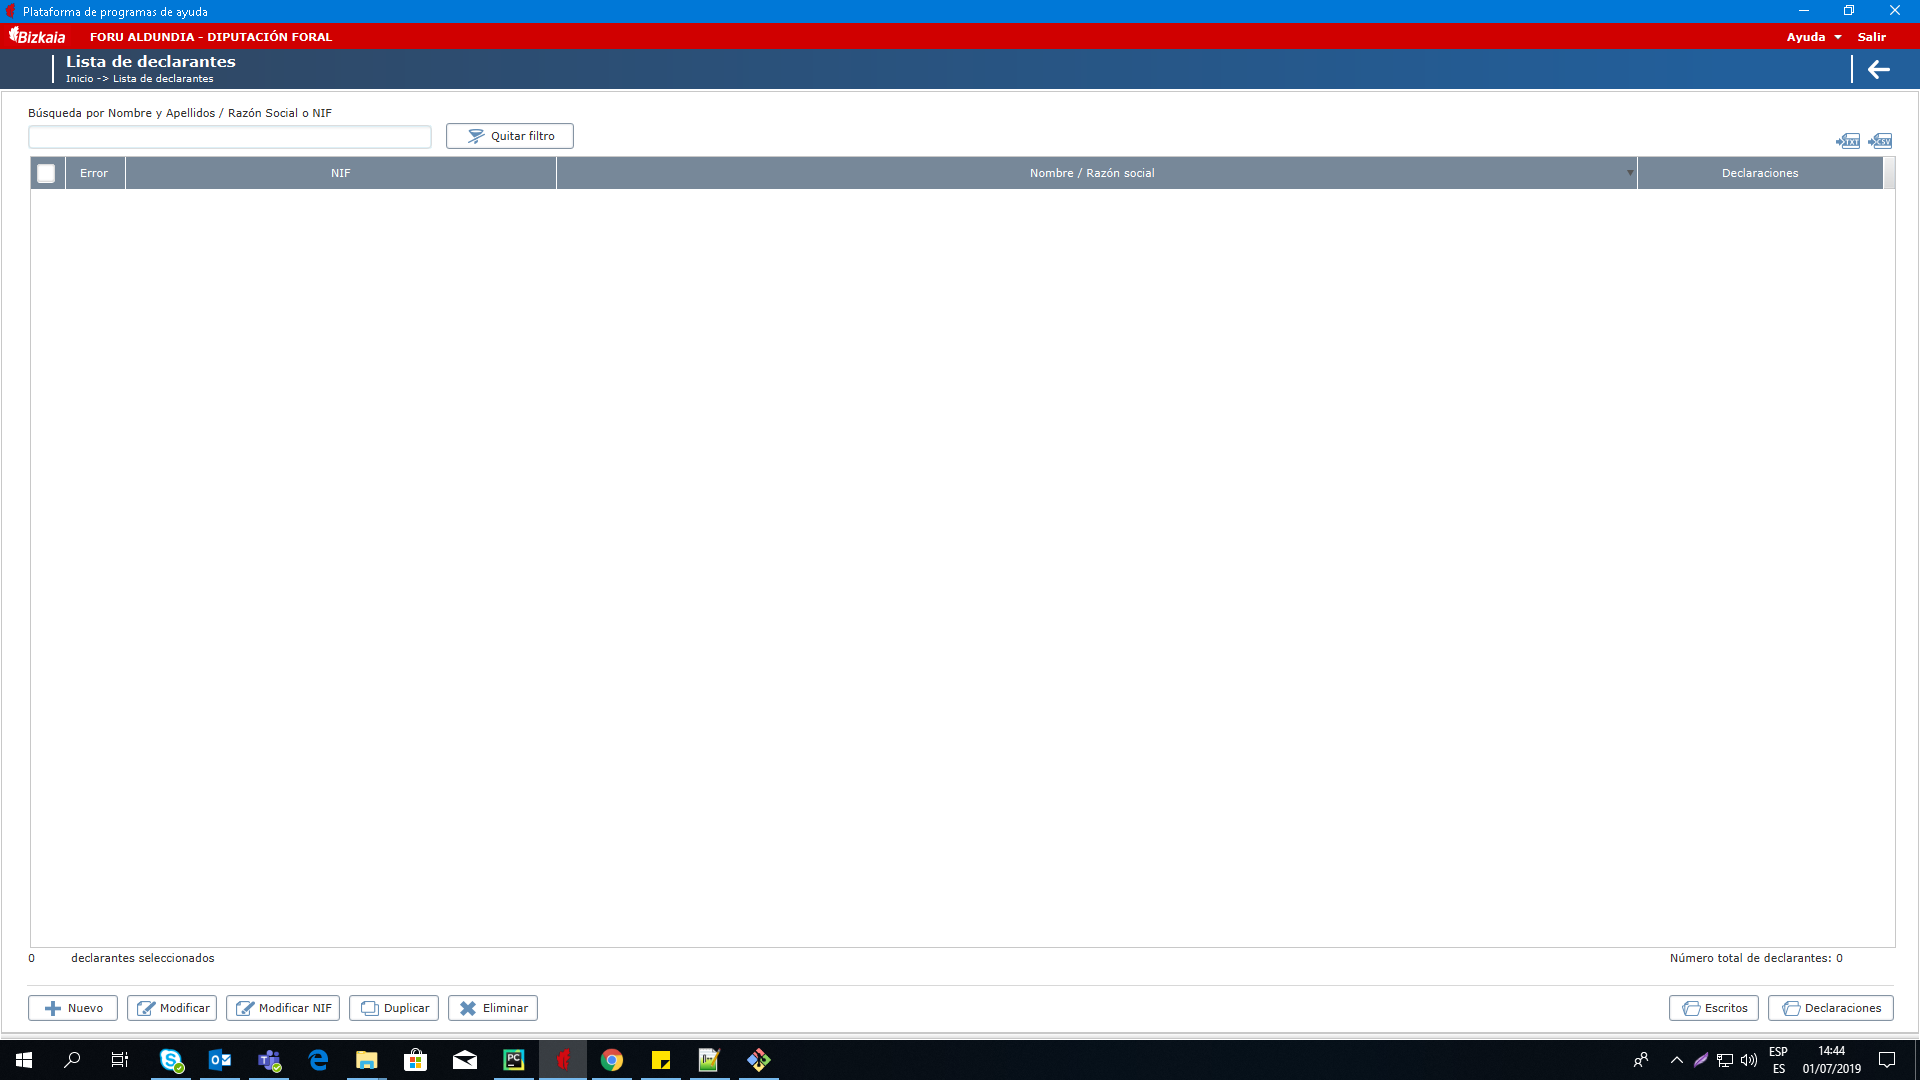 Plataforma de programas de ayuda
Bizkaia FORU ALDUNDIA - DIPUTACIÓN FORAL Ayuda Salir
Lista de declarantes
Inicio -> Lista de declarantes
Búsqueda por Nombre y Apellidos / Razón Social o NIF
Quitar filtro
TXT CSV
Error NIF Nombre / Razón social Declaraciones
0 declarantes seleccionados Número total de declarantes: 0
Nuevo Modificar Modificar NIF Duplicar Eliminar Escritos Declaraciones
ESP 14:44
ES 01/07/2019